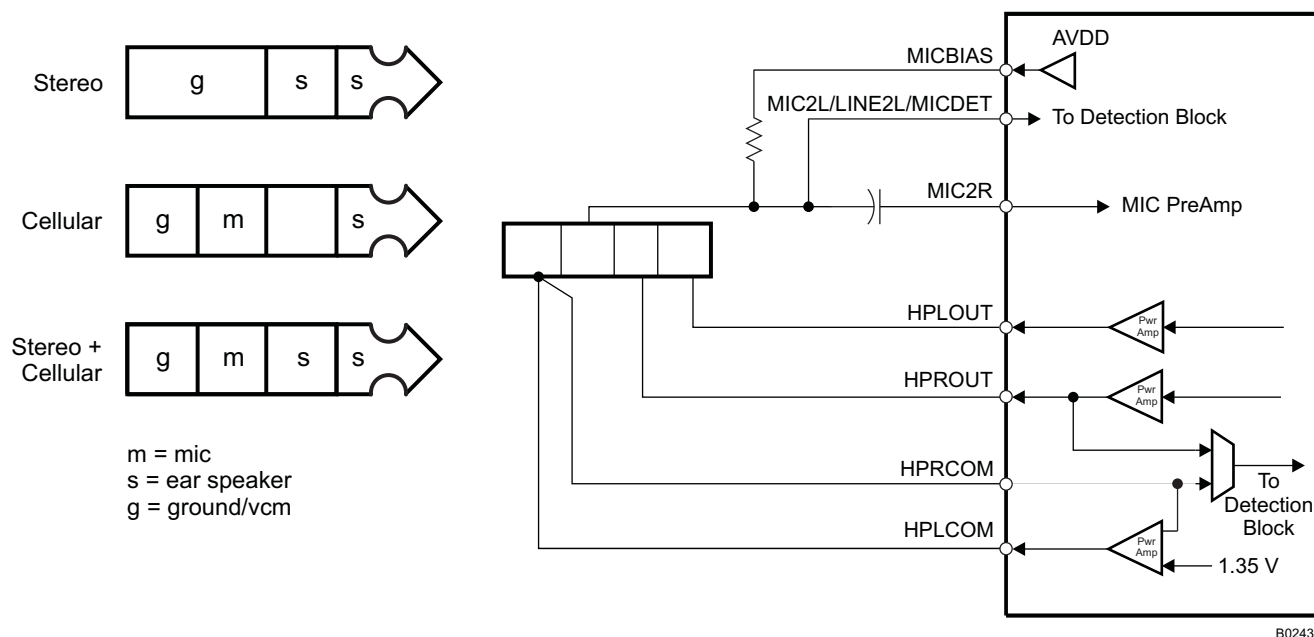 Stereo
g s s
Cellular
g m s
Stereo +
Cellular
g m s s
m = mic
s = ear speaker
g = ground/vcm
AVDD
MICBIAS
MIC2L/LINE2L/MICDET
To Detection Block
MIC2R
MIC PreAmp
HPLOUT
Pwr
Amp
HPROUT
Pwr
Amp
HPRCOM
To
Detection
Block
HPLCOM
Pwr
Amp
1.35 V
B0243